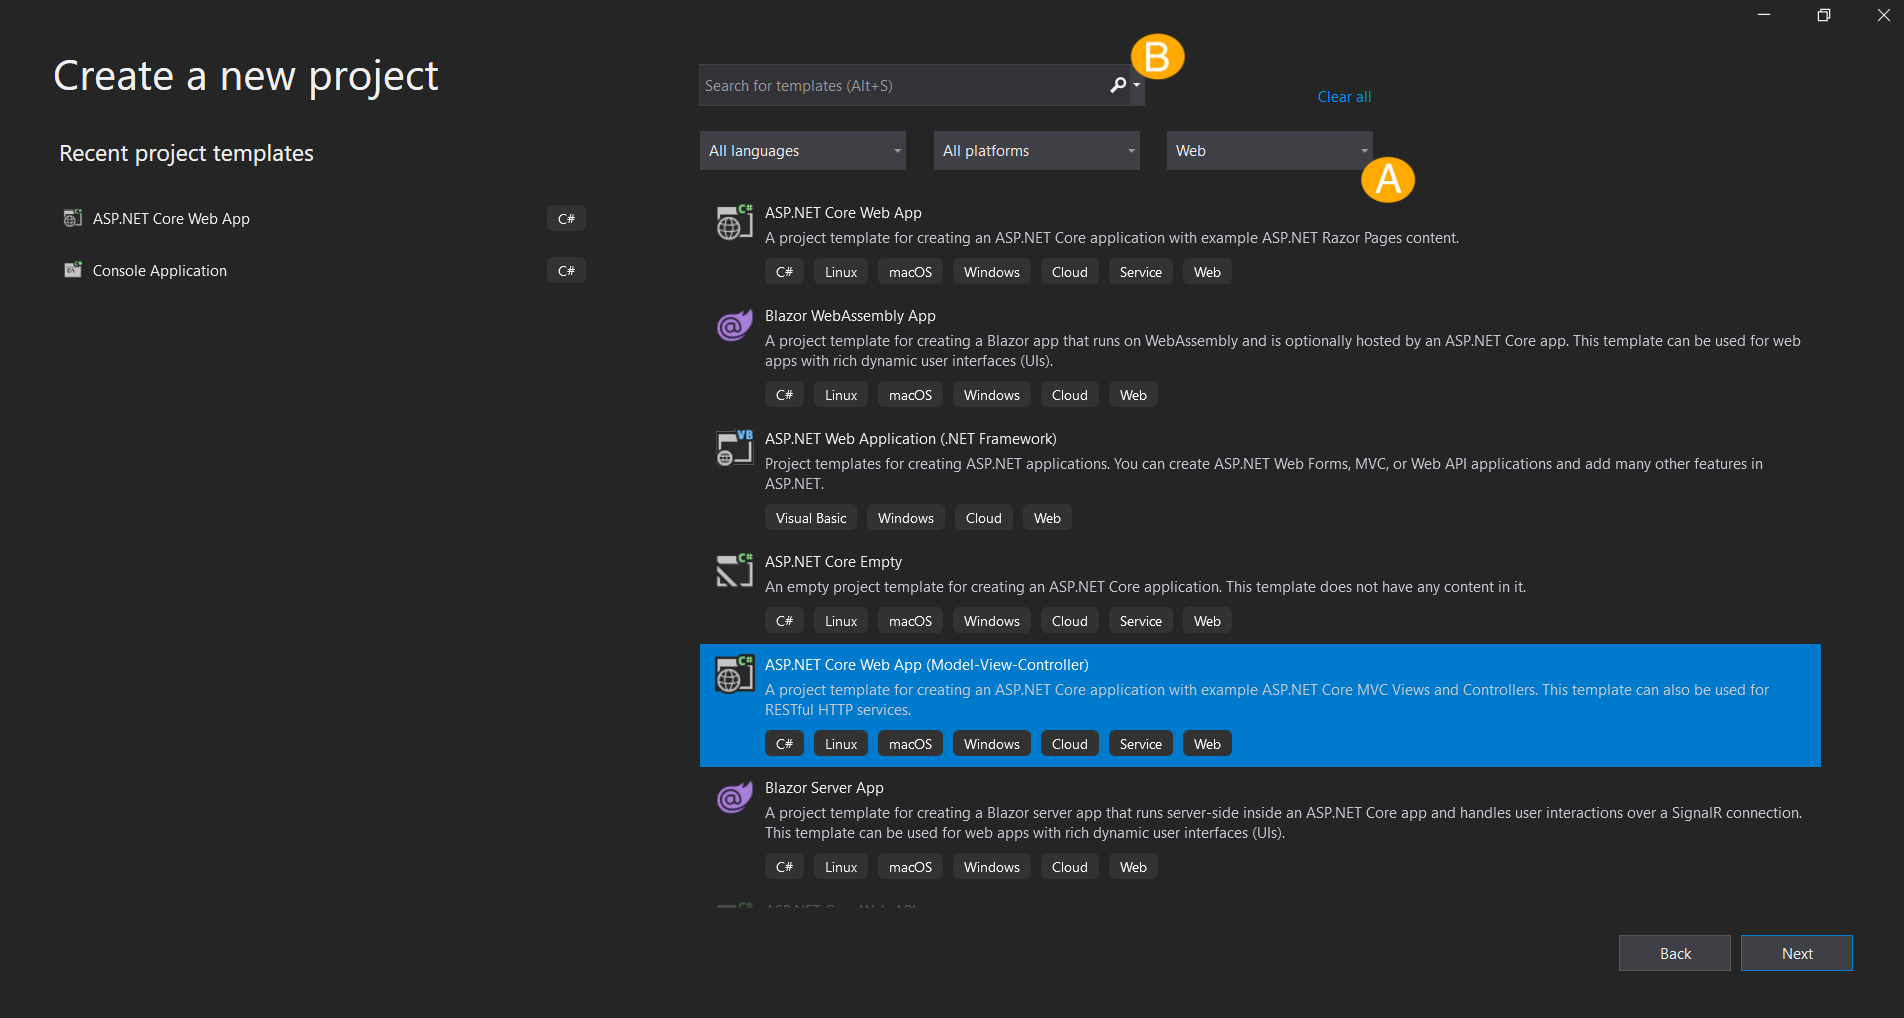 Create a new project
Recent project templates
ASP.NET Core Web App C#
Console Application C#
Search for templates (Alt+S)
B
Clear all
All languages All platforms Web
A
ASP.NET Core Web App
A project template for creating an ASP.NET Core application with example ASP.NET Razor Pages content.
C# Linux macOS Windows Cloud Service Web
Blazor WebAssembly App
A project template for creating a Blazor app that runs on WebAssembly and is optionally hosted by an ASP.NET Core app. This template can be used for web
apps with rich dynamic user interfaces (UIs).
C# Linux macOS Windows Cloud Web
ASP.NET Web Application (.NET Framework)
Project templates for creating ASP.NET applications. You can create ASP.NET Web Forms, MVC, or Web API applications and add many other features in
ASP.NET.
Visual Basic Windows Cloud Web
ASP.NET Core Empty
An empty project template for creating an ASP.NET Core application. This template does not have any content in it.
C# Linux macOS Windows Cloud Service Web
ASP.NET Core Web App (Model-View-Controller)
A project template for creating an ASP.NET Core application with example ASP.NET Core MVC Views and Controllers. This template can also be used for
RESTful HTTP services.
C# Linux macOS Windows Cloud Service Web
Blazor Server App
A project template for creating a Blazor server app that runs server-side inside an ASP.NET Core app and handles user interactions over a SignalR connection.
This template can be used for web apps with rich dynamic user interfaces (UIs).
C# Linux macOS Windows Cloud Web
Back Next